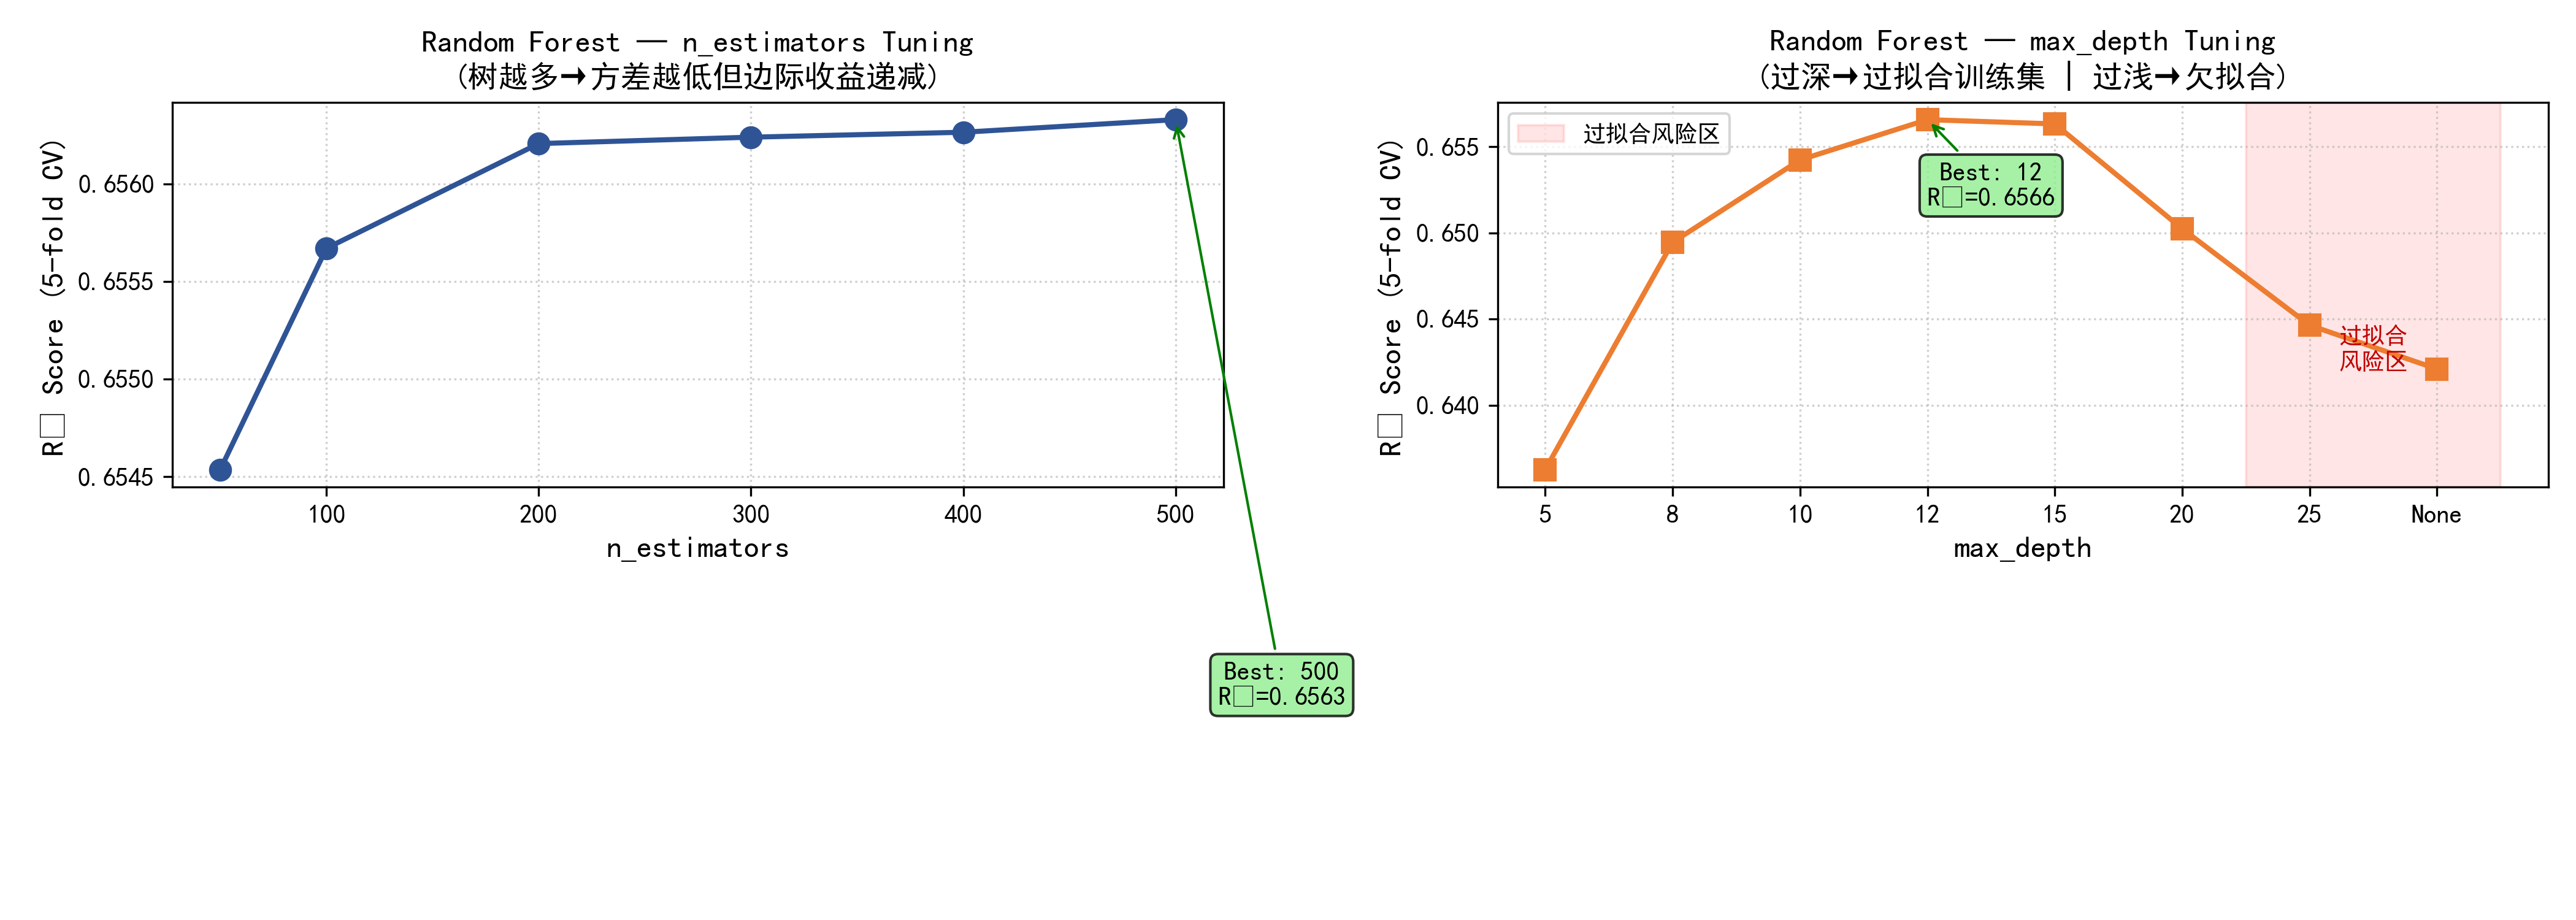 Random Forest —— n_estimators Tuning
(树越多→方差越低但边际收益递减)
R□ Score (5-fold CV)
0.6560
0.6555
0.6550
0.6545
100 200 300 400 500
n_estimators
Best: 500
R□=0.6563
Random Forest —— max_depth Tuning
(过深→过拟合训练集 | 过浅→欠拟合)
R□ Score (5-fold CV)
0.655
0.650
0.645
0.640
过拟合风险区
Best: 12
R□=0.6566
过拟合
风险区
5 8 10 12 15 20 25 None
max_depth